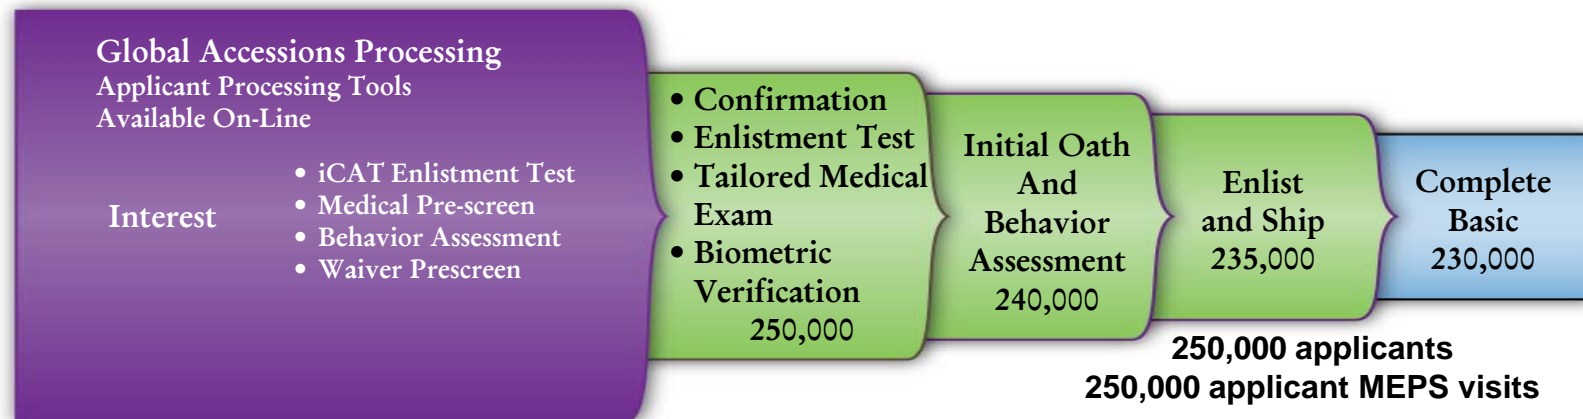 Global Accessions Processing
Applicant Processing Tools
Available On-Line
Interest
• iCAT Enlistment Test
• Medical Pre-screen
• Behavior Assessment
• Waiver Prescreen
• Confirmation
• Enlistment Test
• Tailored Medical
Exam
• Biometric
Verification
250,000
Initial Oath
And
Behavior
Assessment
240,000
Enlist
and Ship
235,000
Complete
Basic
230,000
250,000 applicants
250,000 applicant MEPS visits